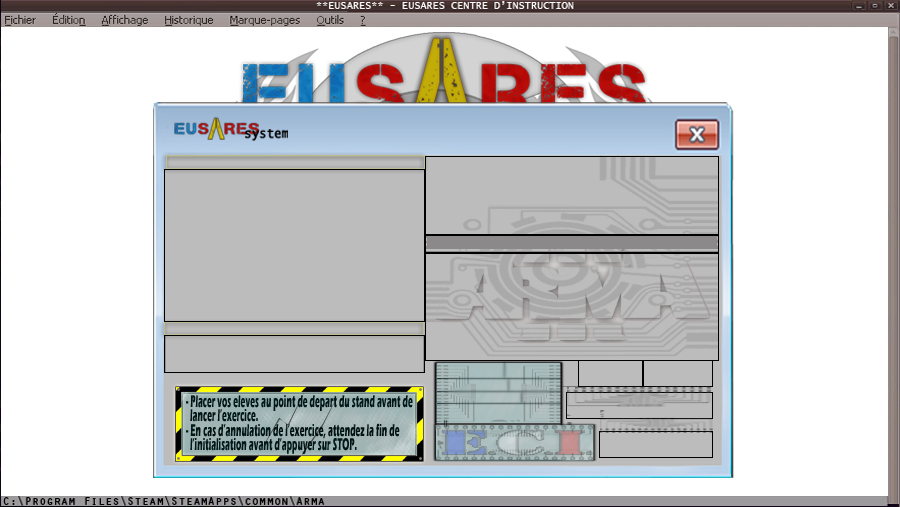 **EUSARES** - EUSARES CENTRE D'INSTRUCTION
Fichier Édition Affichage Historique Marque-pages Outils ?
EUSARES
EUSARES system
X
ARMA
III
- Placer vos eleves au point de depart du stand avant de
lancer l'exercice.
- En cas d'annulation de l'exercice, attendez la fin de
l'initialisation avant d'appuyer sur STOP.
ECI
C:\Program Files\Steam\SteamApps\common\Arma